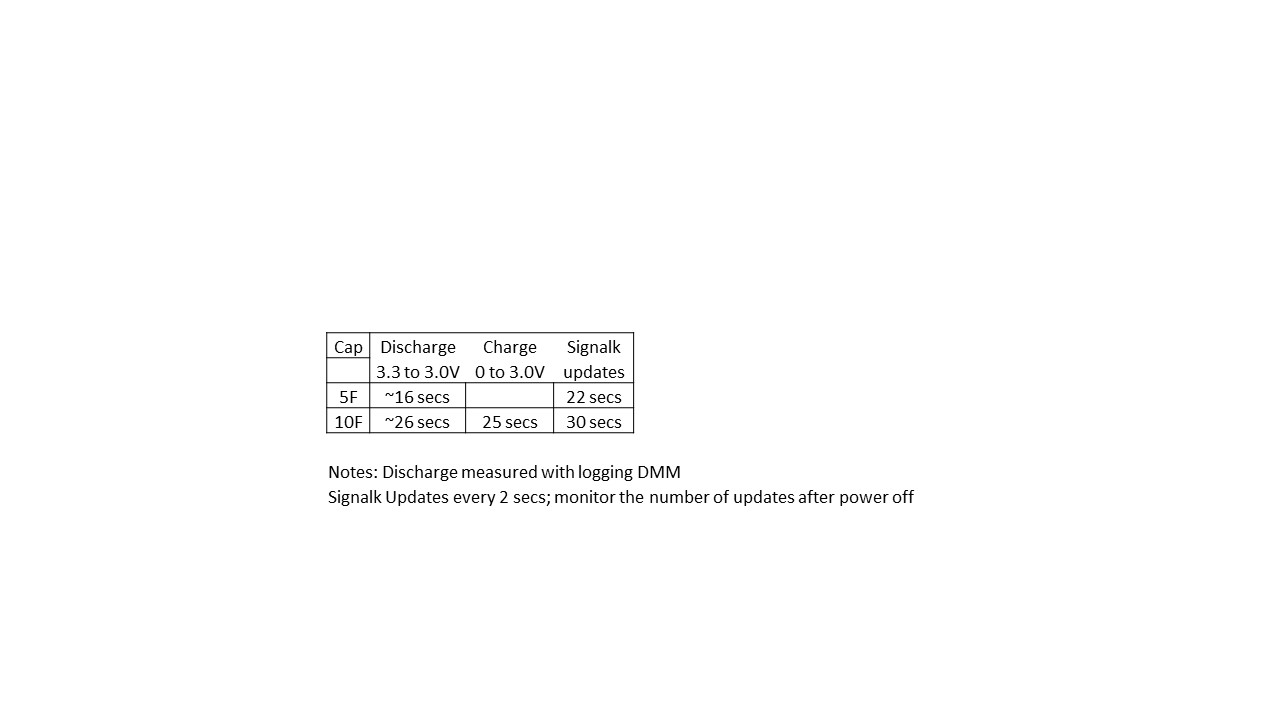 Cap Discharge Charge Signalk
3.3 to 3.0V 0 to 3.0V updates
5F ~16 secs 22 secs
10F ~26 secs 25 secs 30 secs
Notes: Discharge measured with logging DMM
Signalk Updates every 2 secs; monitor the number of updates after power off